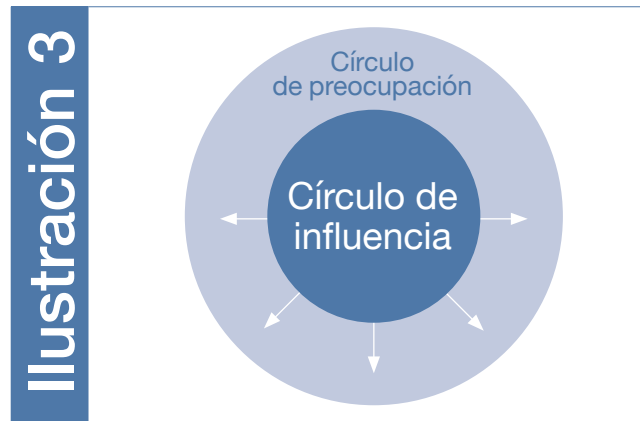 Ilustración 3
Círculo
de preocupación
Círculo de
influencia